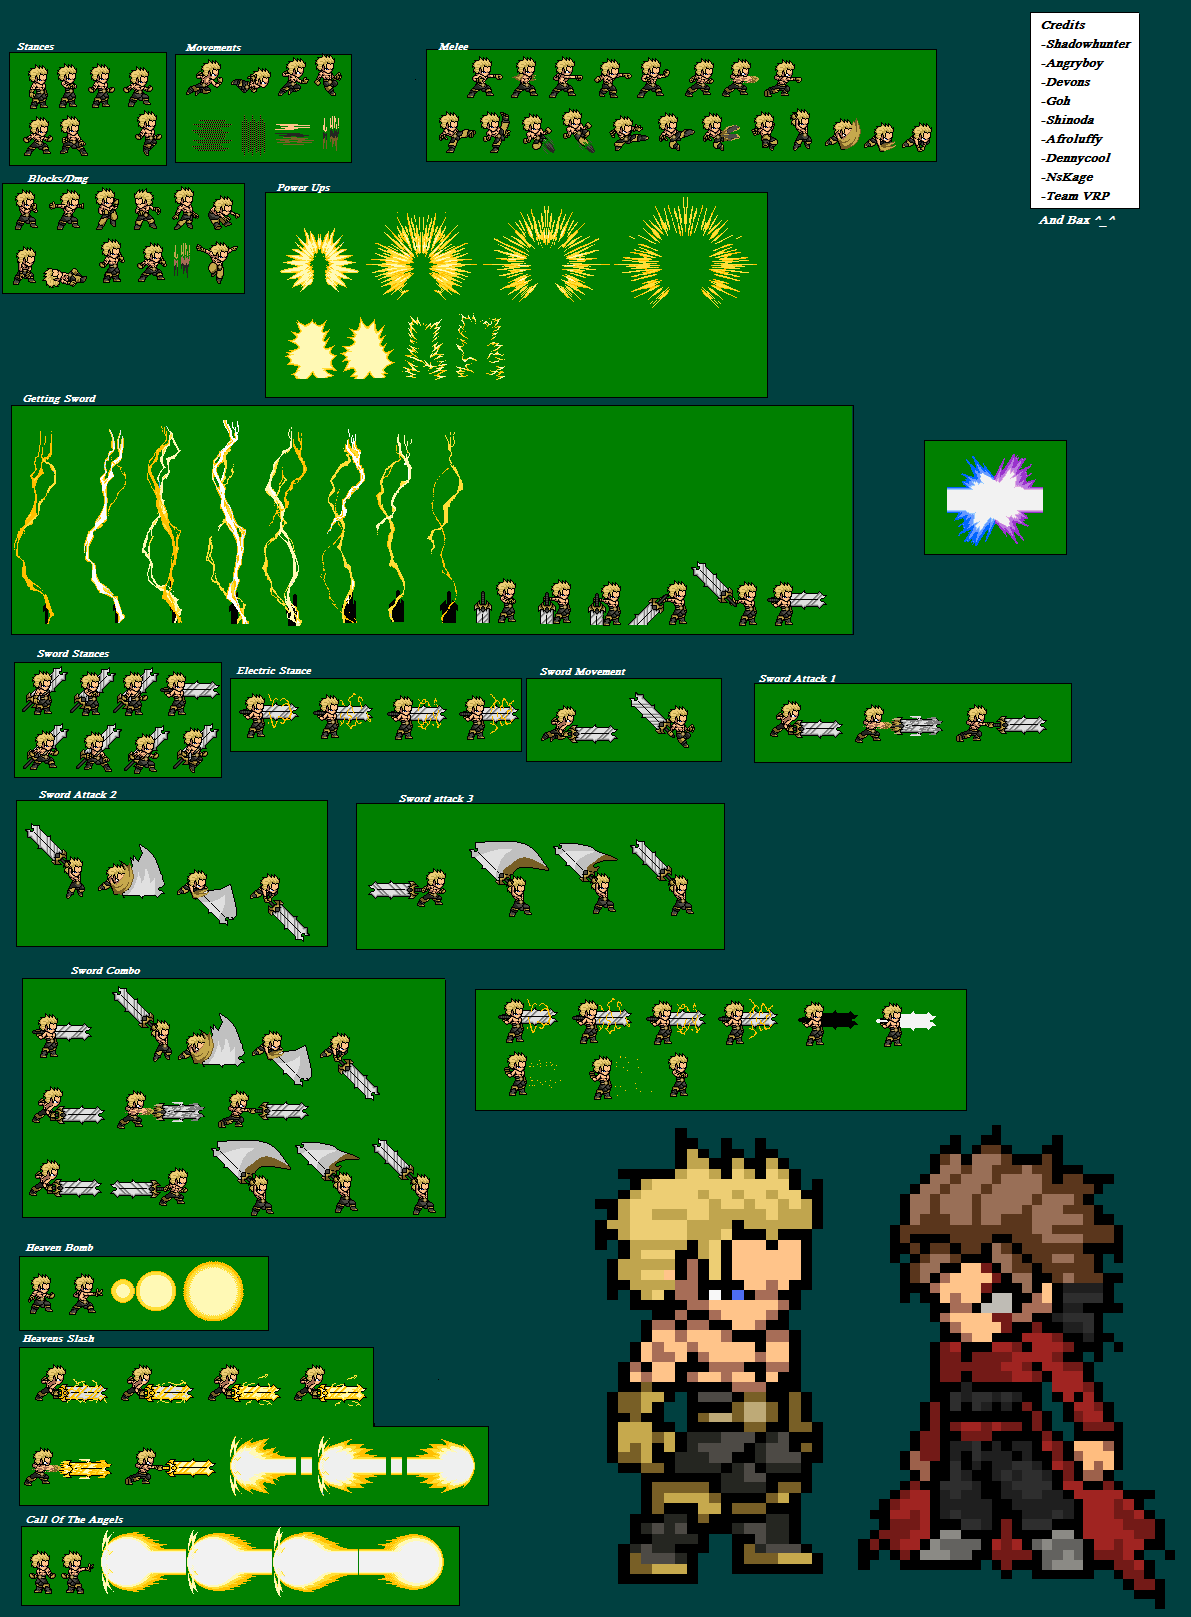 Credits
-Shadowhunter
-Angryboy
-Devons
-Goh
-Shinoda
-Afroluffy
-Dennycool
-NsKage
-Team VRP
And Bax ^_^
Stances
Movements
Melee
Blocks/Dmg
Power Ups
Getting Sword
Sword Stances
Electric Stance
Sword Movement
Sword Attack 1
Sword Attack 2
Sword attack 3
Sword Combo
Heaven Bomb
Heavens Slash
Call Of The Angels